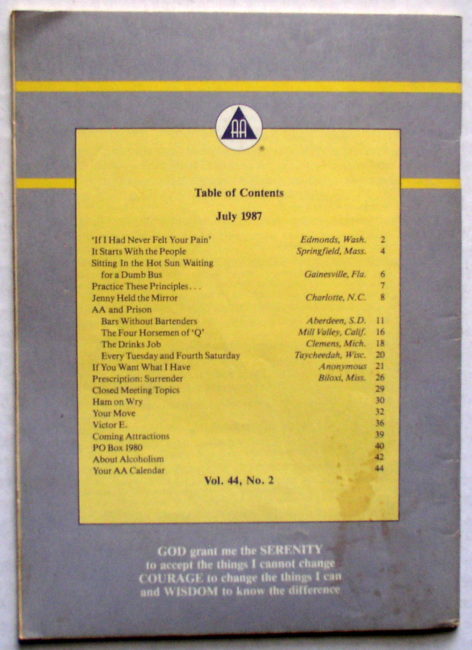 AA
®
Table of Contents
July 1987
'If I Had Never Felt Your Pain' Edmonds, Wash. 2
It Starts With the People Springfield, Mass. 4
Sitting In the Hot Sun Waiting
for a Dumb Bus Gainesville, Fla. 6
Practice These Principles... 7
Jenny Held the Mirror Charlotte, N.C. 8
AA and Prison
Bars Without Bartenders Aberdeen, S.D. 11
The Four Horsemen of 'Q' Mill Valley, Calif. 16
The Drinks Job Clemens, Mich. 18
Every Tuesday and Fourth Saturday Taycheedah, Wisc. 20
If You Want What I Have Anonymous 21
Prescription: Surrender Biloxi, Miss. 26
Closed Meeting Topics 29
Ham on Wry 30
Your Move 32
Victor E. 36
Coming Attractions 39
PO Box 1980 40
About Alcoholism 42
Your AA Calendar 44
Vol. 44, No. 2
GOD grant me the SERENITY
to accept the things I cannot change
COURAGE to change the things I can
and WISDOM to know the difference